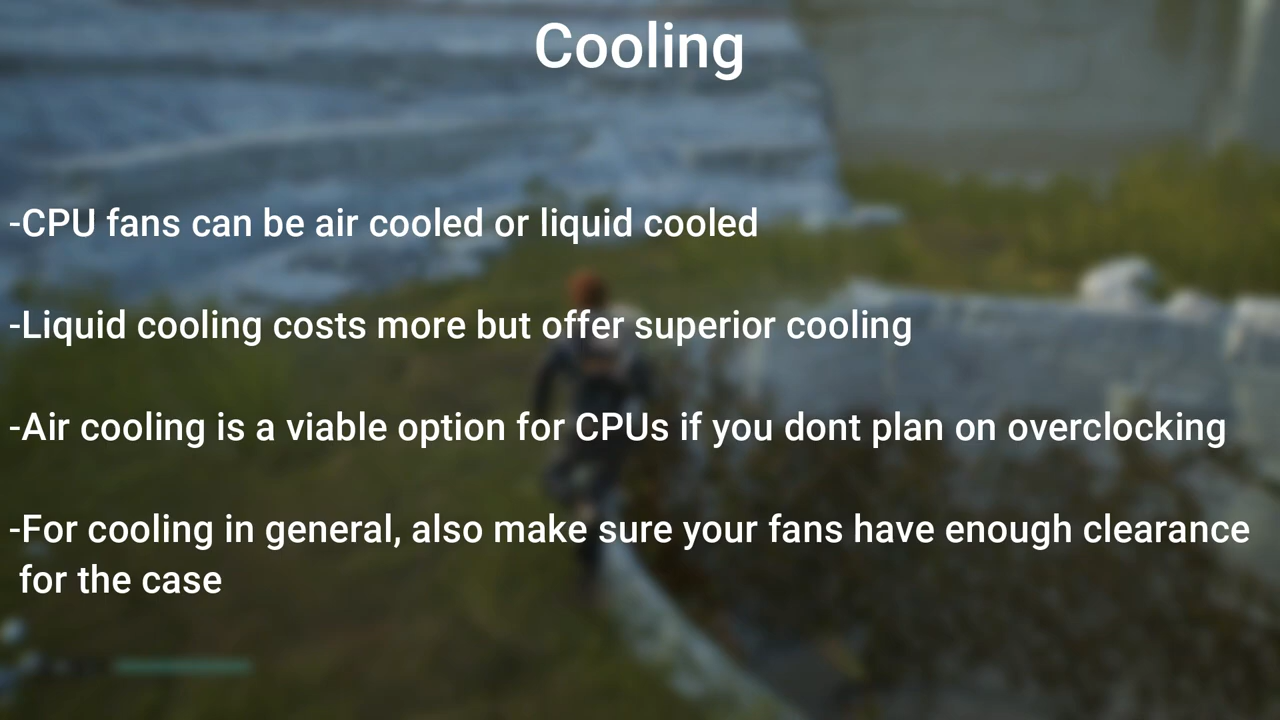 Cooling
-CPU fans can be air cooled or liquid cooled
-Liquid cooling costs more but offer superior cooling
-Air cooling is a viable option for CPUs if you dont plan on overclocking
-For cooling in general, also make sure your fans have enough clearance
for the case